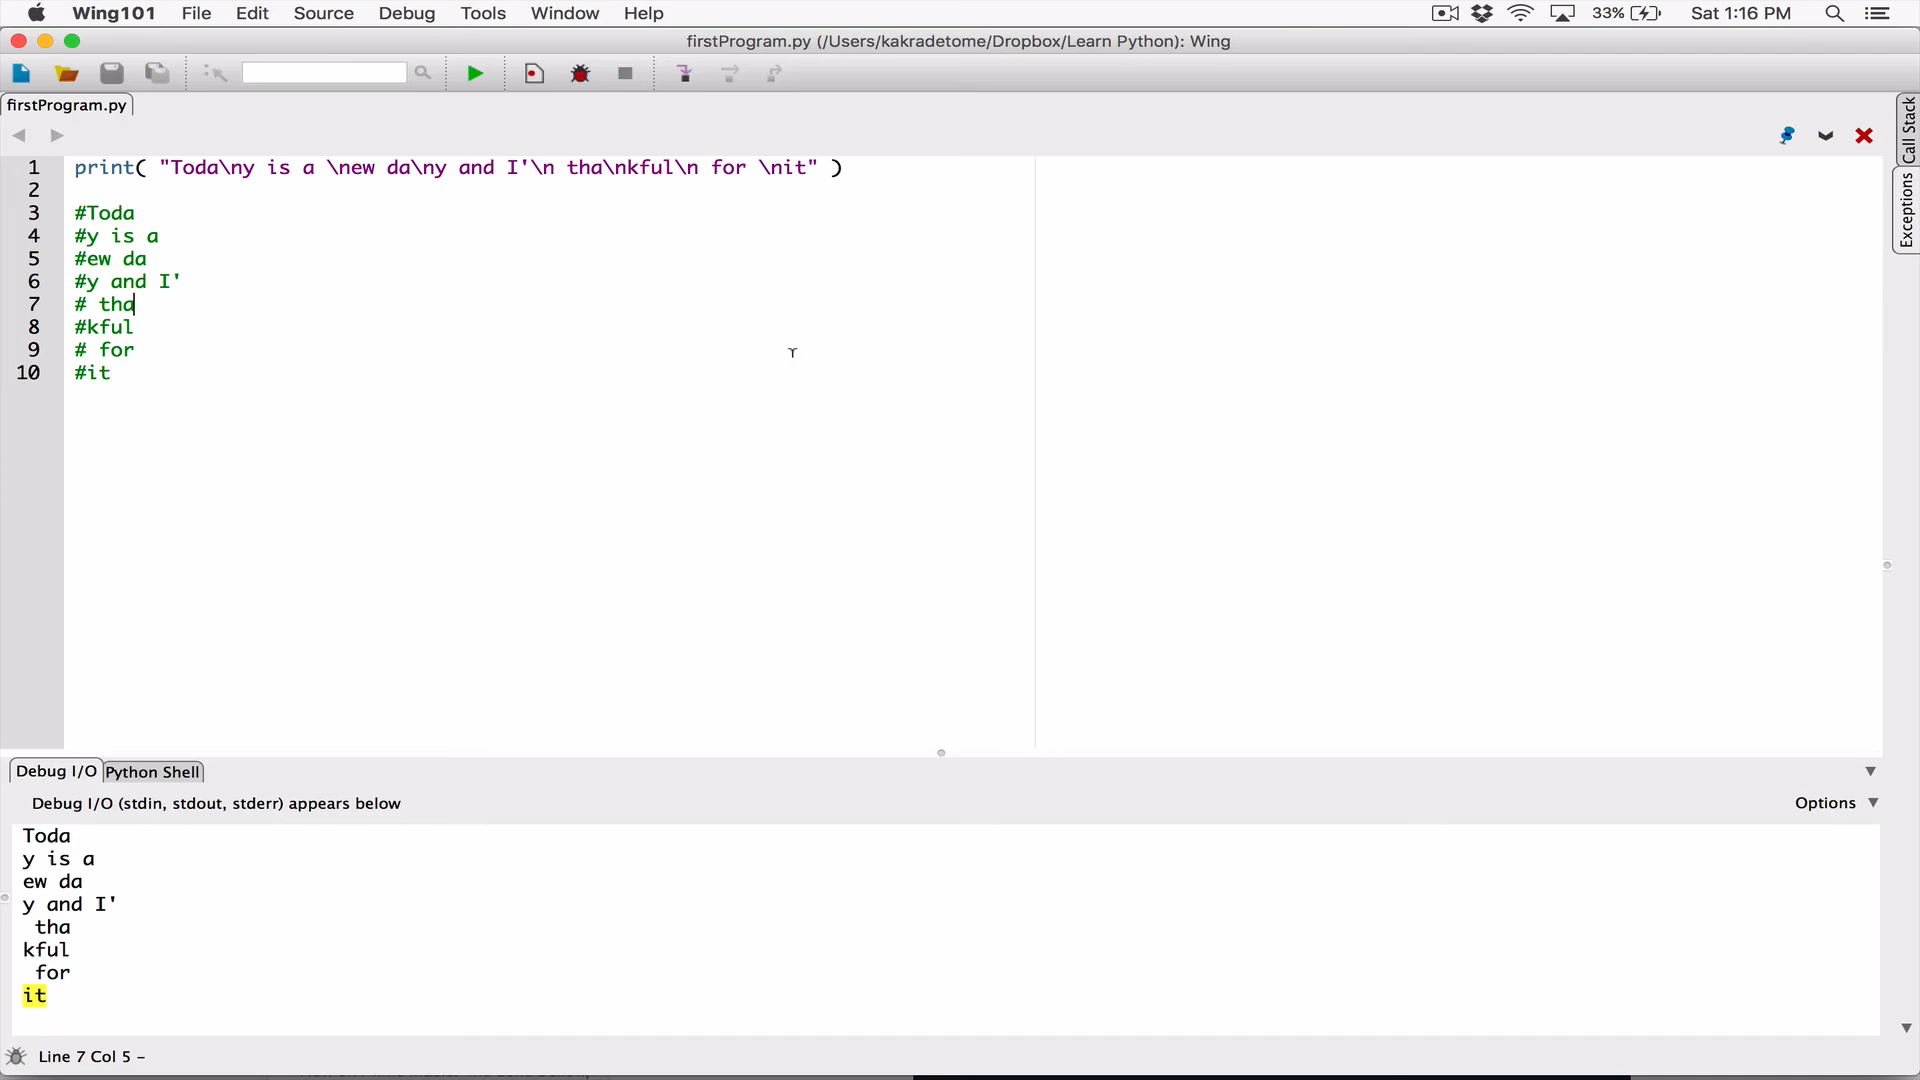 Wing101 File Edit Source Debug Tools Window Help 33% Sat 1:16 PM
firstProgram.py (/Users/kakradetome/Dropbox/Learn Python): Wing
firstProgram.py
Call Stack
Exceptions
1 print( "Toda\ny is a \new da\ny and I'\n tha\nkful\n for \nit" )
2
3 #Toda
4 #y is a
5 #ew da
6 #y and I'
7 # tha
8 #kful
9 # for
10 #it
Debug I/O Python Shell
Debug I/O (stdin, stdout, stderr) appears below Options
Toda
y is a
ew da
y and I'
 tha
kful
 for
it
Line 7 Col 5 -